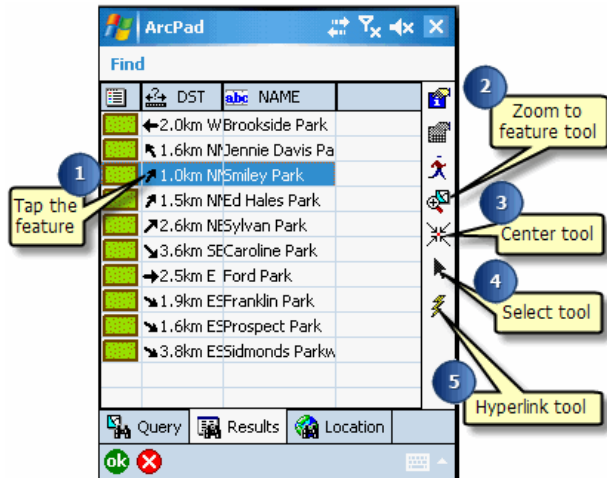 ArcPad
Find
DST abc NAME
2.0km W Brookside Park
1.6km NN Jennie Davis Pa
1.0km NN Smiley Park
1.5km NN Ed Hales Park
2.6km NE Sylvan Park
3.6km SE Caroline Park
2.5km E Ford Park
1.9km ES Franklin Park
1.6km ES Prospect Park
3.8km ES Sidmonds Parkw
Query Results Location
ok
1
Tap the
feature
2
Zoom to
feature tool
3
Center tool
4
Select tool
5
Hyperlink tool